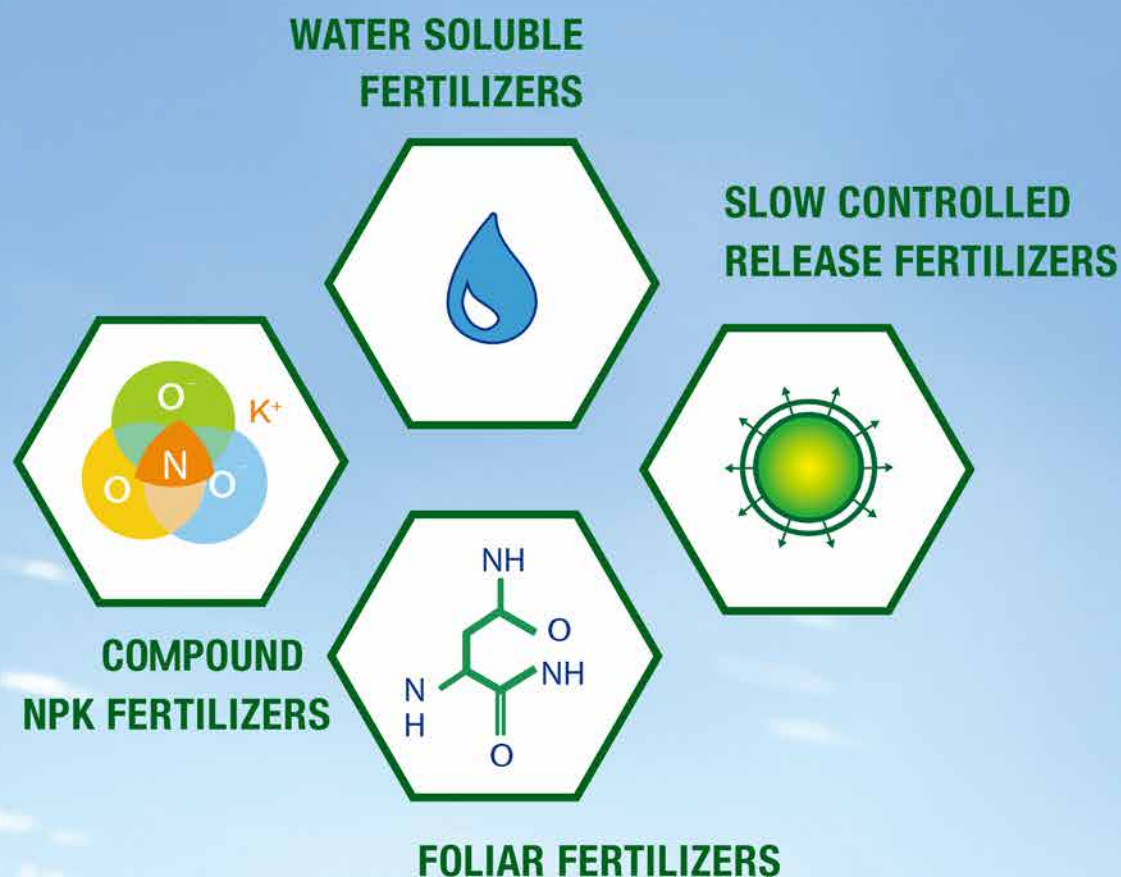 WATER SOLUBLE
FERTILIZERS
SLOW CONTROLLED
RELEASE FERTILIZERS
O⁻
K⁺
N
O
O⁻
COMPOUND
NPK FERTILIZERS
NH
O
NH
N
H
O
FOLIAR FERTILIZERS